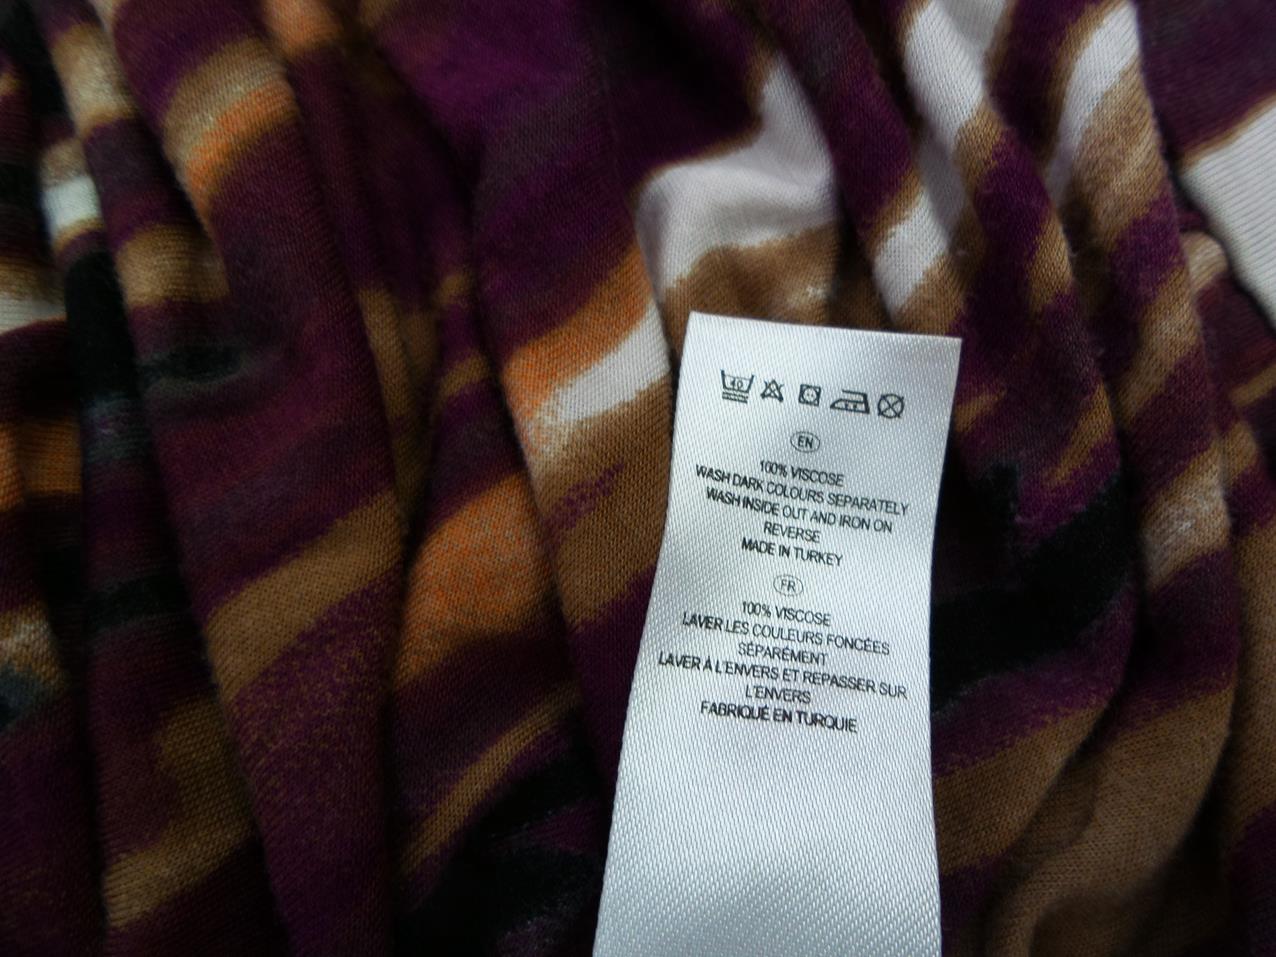 40
EN
100% VISCOSE
WASH DARK COLOURS SEPARATELY
WASH INSIDE OUT AND IRON ON
REVERSE
MADE IN TURKEY
FR
100% VISCOSE
LAVER LES COULEURS FONCÉES
SÉPARÉMENT
LAVER À L'ENVERS ET REPASSER SUR
L'ENVERS
FABRIQUÉ EN TURQUIE